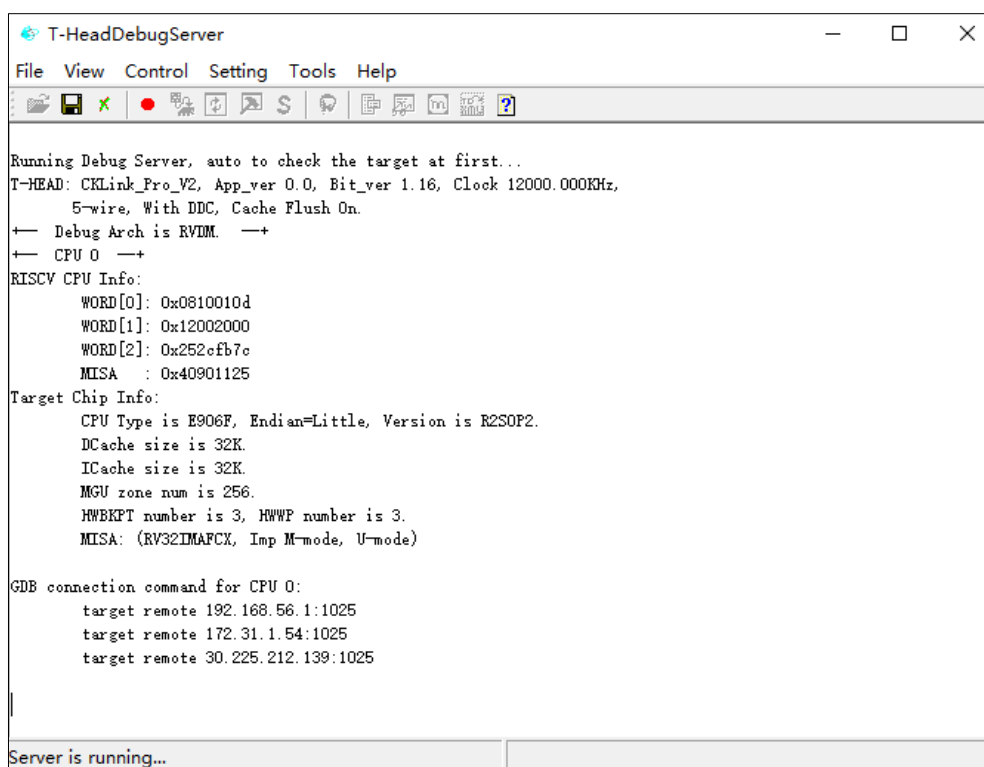 T-HeadDebugServer
File View Control Setting Tools Help
Running Debug Server, auto to check the target at first...
T-HEAD: CKLink_Pro_V2, App_ver 0.0, Bit_ver 1.16, Clock 12000.000KHz,
5-wire, With DDC, Cache Flush On.
+-- Debug Arch is RVDM. --+
+-- CPU 0 --+
RISCV CPU Info:
WORD[0]: 0x0810010d
WORD[1]: 0x12002000
WORD[2]: 0x252cfb7c
MISA : 0x40901125
Target Chip Info:
CPU Type is E906F, Endian=Little, Version is R2S0P2.
DCache size is 32K.
ICache size is 32K.
MGU zone num is 256.
HWBKPT number is 3, HWWP number is 3.
MISA: (RV32IMAFCX, Imp M-mode, U-mode)
GDB connection command for CPU 0:
target remote 192.168.56.1:1025
target remote 172.31.1.54:1025
target remote 30.225.212.139:1025
Server is running...